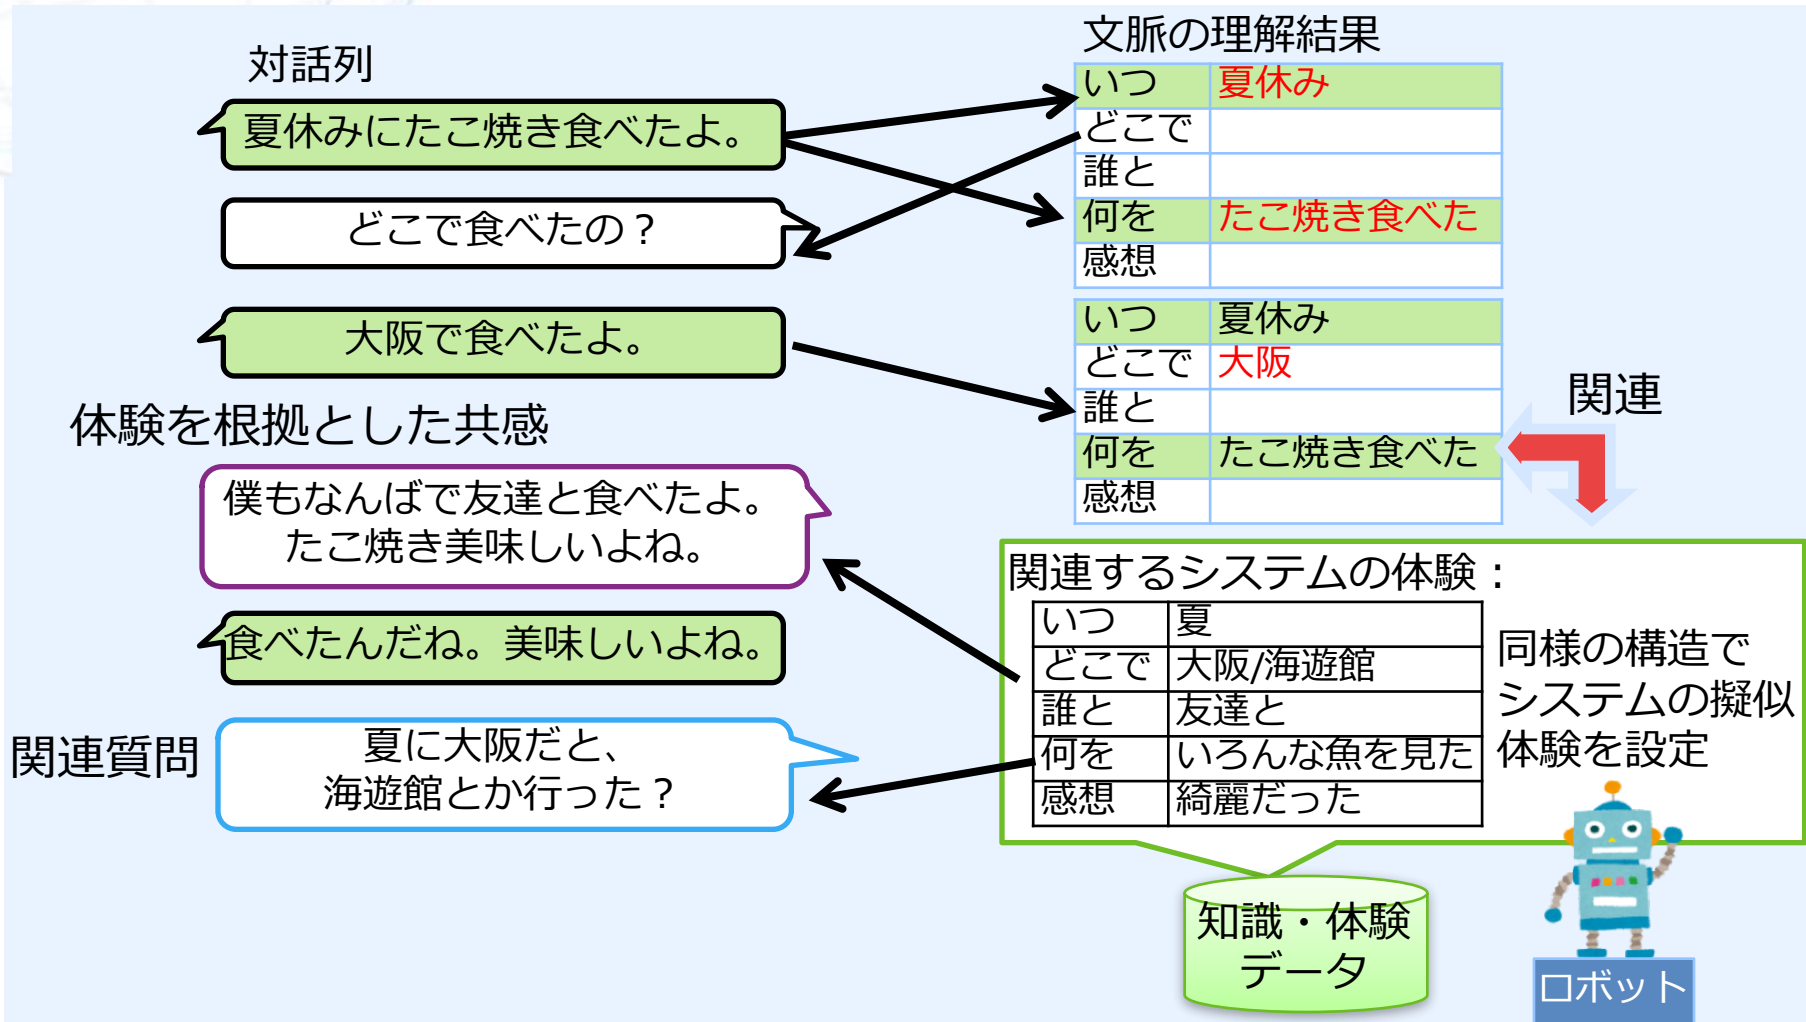 対話列
夏休みにたこ焼き食べたよ。
どこで食べたの？
大阪で食べたよ。
体験を根拠とした共感
僕もなんばで友達と食べたよ。
たこ焼き美味しいよね。
食べたんだね。美味しいよね。
関連質問
夏に大阪だと、
海遊館とか行った？
文脈の理解結果
いつ 夏休み
どこで
誰と
何を たこ焼き食べた
感想
いつ 夏休み
どこで 大阪
誰と
何を たこ焼き食べた
感想
関連
関連するシステムの体験：
いつ 夏
どこで 大阪/海遊館
誰と 友達と
何を いろんな魚を見た
感想 綺麗だった
同様の構造で
システムの擬似
体験を設定
知識・体験
データ
ロボット